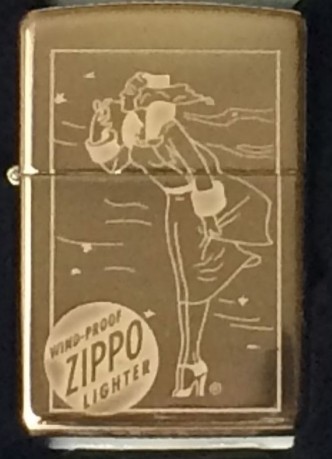 WIND-PROOF
ZIPPO
LIGHTER
®